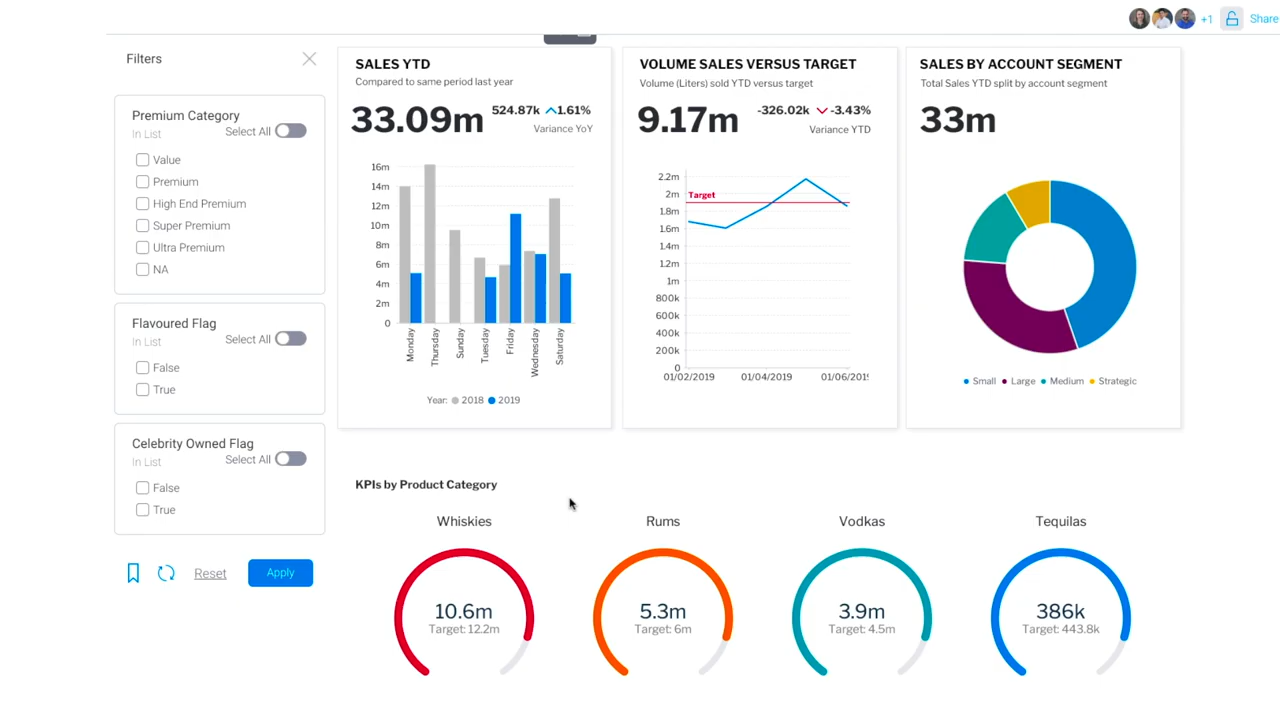 +1 Share
Filters
Premium Category
In List
Select All
Value
Premium
High End Premium
Super Premium
Ultra Premium
NA
Flavoured Flag
In List
Select All
False
True
Celebrity Owned Flag
In List
Select All
False
True
Reset
Apply
SALES YTD
Compared to same period last year
33.09m
524.87k 1.61%
Variance YoY
16m
14m
12m
10m
8m
6m
4m
2m
0
Monday
Thursday
Sunday
Tuesday
Friday
Wednesday
Saturday
Year: 2018 2019
VOLUME SALES VERSUS TARGET
Volume (Liters) sold YTD versus target
9.17m
-326.02k -3.43%
Variance YTD
2.2m
2m
1.8m
1.6m
1.4m
1.2m
1m
800k
600k
400k
200k
0
Target
01/02/2019 01/04/2019 01/06/2019
SALES BY ACCOUNT SEGMENT
Total Sales YTD split by account segment
33m
Small Large Medium Strategic
KPIs by Product Category
Whiskies
10.6m
Target: 12.2m
Rums
5.3m
Target: 6m
Vodkas
3.9m
Target: 4.5m
Tequilas
386k
Target: 443.8k